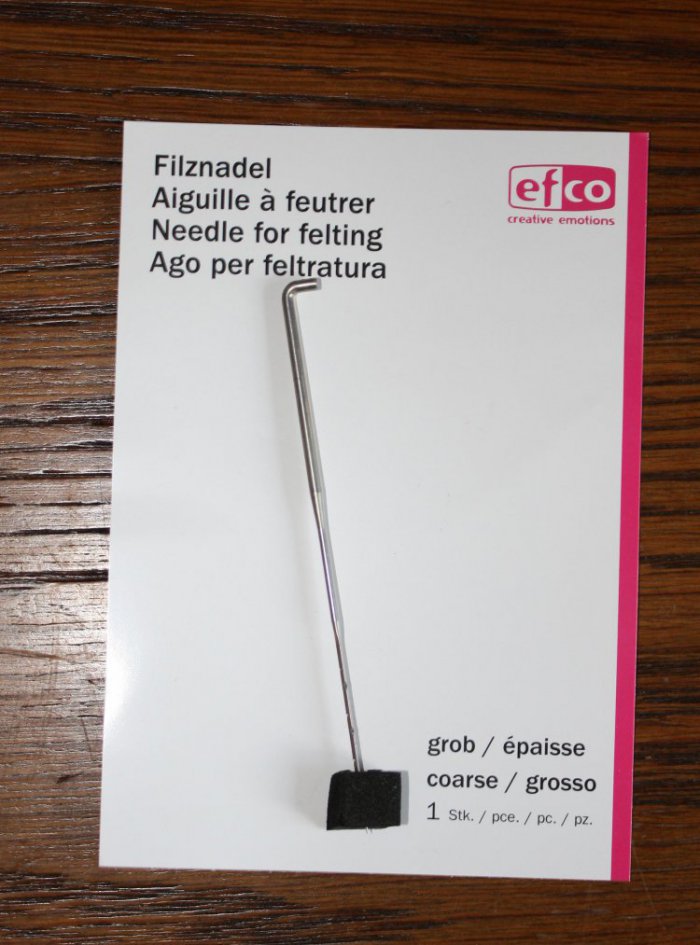 Filznadel
Aiguille à feutrer
Needle for felting
Ago per feltratura
efco
creative emotions
grob / épaisse
coarse / grosso
1 Stk. / pce. / pc. / pz.